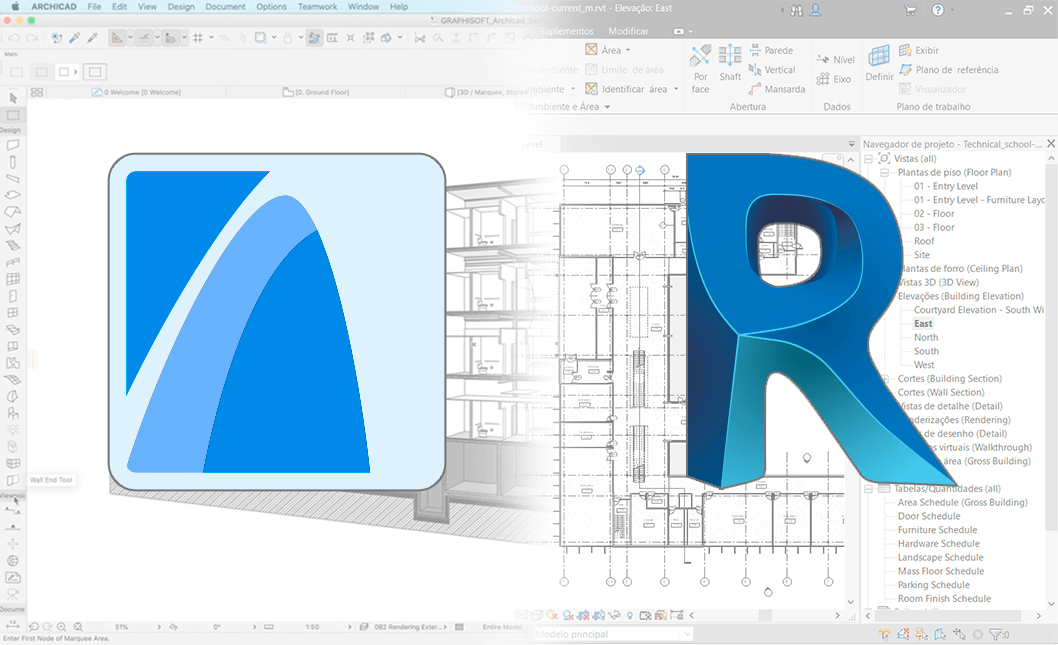 ARCHICAD File Edit View Design Document Options Teamwork Window Help
GRAPHISOFT_Archicad_
school-current_m.rvt - Elevação: East
Suplementos Modificar
Main:
Área
Limite de área
Identificar área
Ambiente e Área
Por face
Shaft
Parede
Vertical
Mansarda
Abertura
Nível
Eixo
Dados
Definir
Exibir
Plano de referência
Visualizador
Plano de trabalho
0 Welcome [0 Welcome]
[0. Ground Floor]
[3D / Marquee,
Design
Level
Navegador de projeto - Technical_school-...
Vistas (all)
Plantas de piso (Floor Plan)
01 - Entry Level
01 - Entry Level - Furniture Layc
02 - Floor
03 - Floor
Roof
Site
lantas de forro (Ceiling Plan)
Vistas 3D (3D View)
Elevações (Building Elevation)
Courtyard Elevation - South Wi
East
North
South
West
Cortes (Building Section)
Cortes (Wall Section)
Vistas de detalhe (Detail)
nderizações (Rendering)
de desenho (Detail)
virtuais (Walkthrough)
área (Gross Building)
Tabelas/Quantidades (all)
Area Schedule (Gross Building)
Door Schedule
Furniture Schedule
Hardware Schedule
Landscape Schedule
Mass Floor Schedule
Parking Schedule
Room Finish Schedule
R
Wall End Tool
Viewpoi
Docume
51% 0° 1:50 082 Rendering Exter... Entire Model
Enter First Node of Marquee Area.
Modelo principal
:0